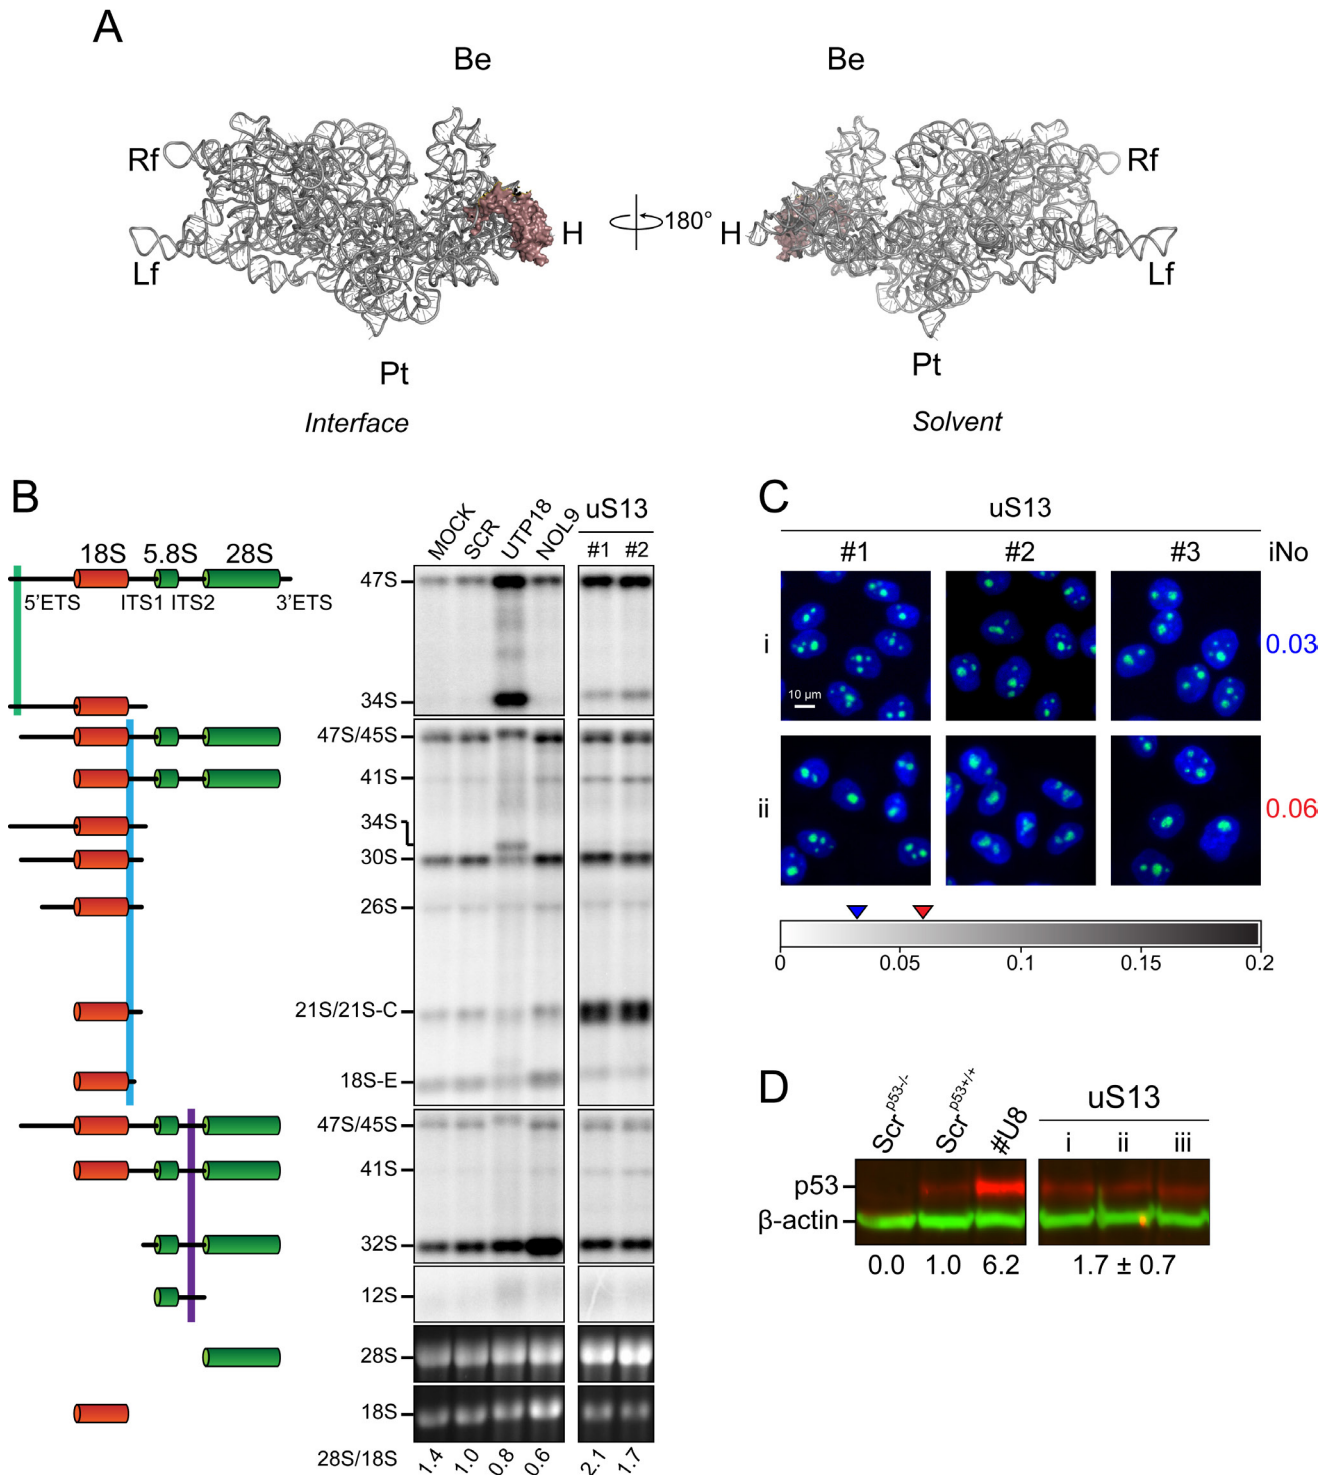 A
Be
Be
Rf
Rf
H
180°
H
Lf
Lf
Pt
Pt
Interface
Solvent
B
MOCK
SCR
UTP18
NOL9
uS13
#1 #2
18S 5.8S 28S
5'ETS ITS1 ITS2 3'ETS
47S
34S
47S/45S
41S
34S
30S
26S
21S/21S-C
18S-E
47S/45S
41S
32S
12S
28S
18S
28S/18S 1.4 1.0 0.8 0.6 2.1 1.7
C
uS13
#1 #2 #3 iNo
i
10 µm
0.03
ii
0.06
0 0.05 0.1 0.15 0.2
D
Scr p53-/-
Scr p53+/+
#U8
uS13
i ii iii
p53
β-actin
0.0 1.0 6.2 1.7 ± 0.7